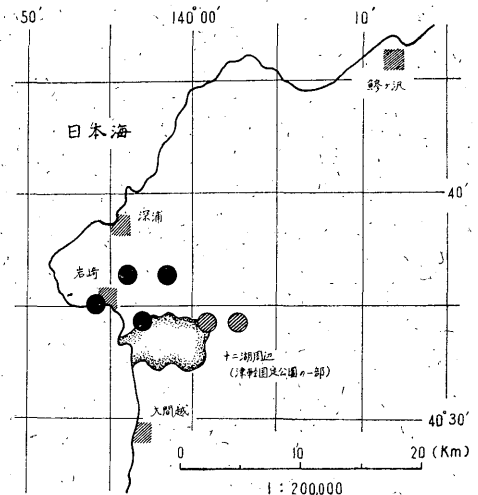 50′
140°00′
10′
鰺ヶ沢
日本海
40′
深浦
岩崎
十二湖周辺
(津軽国定公園の一部)
大間越
40°30′
0 10 20 (Km)
1:200,000